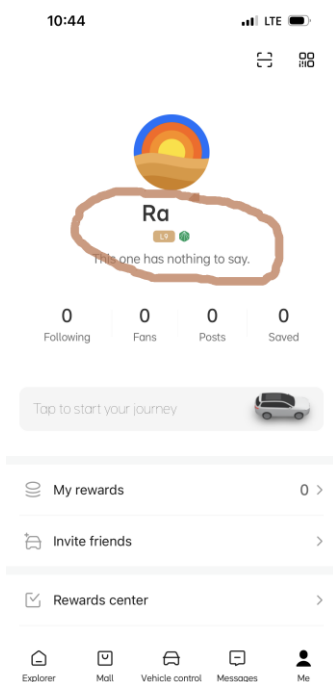 10:44
LTE
Ra
L9
This one has nothing to say.
0 0 0 0
Following Fans Posts Saved
Tap to start your journey
My rewards 0
Invite friends
Rewards center
Explorer Mall Vehicle control Messages Me